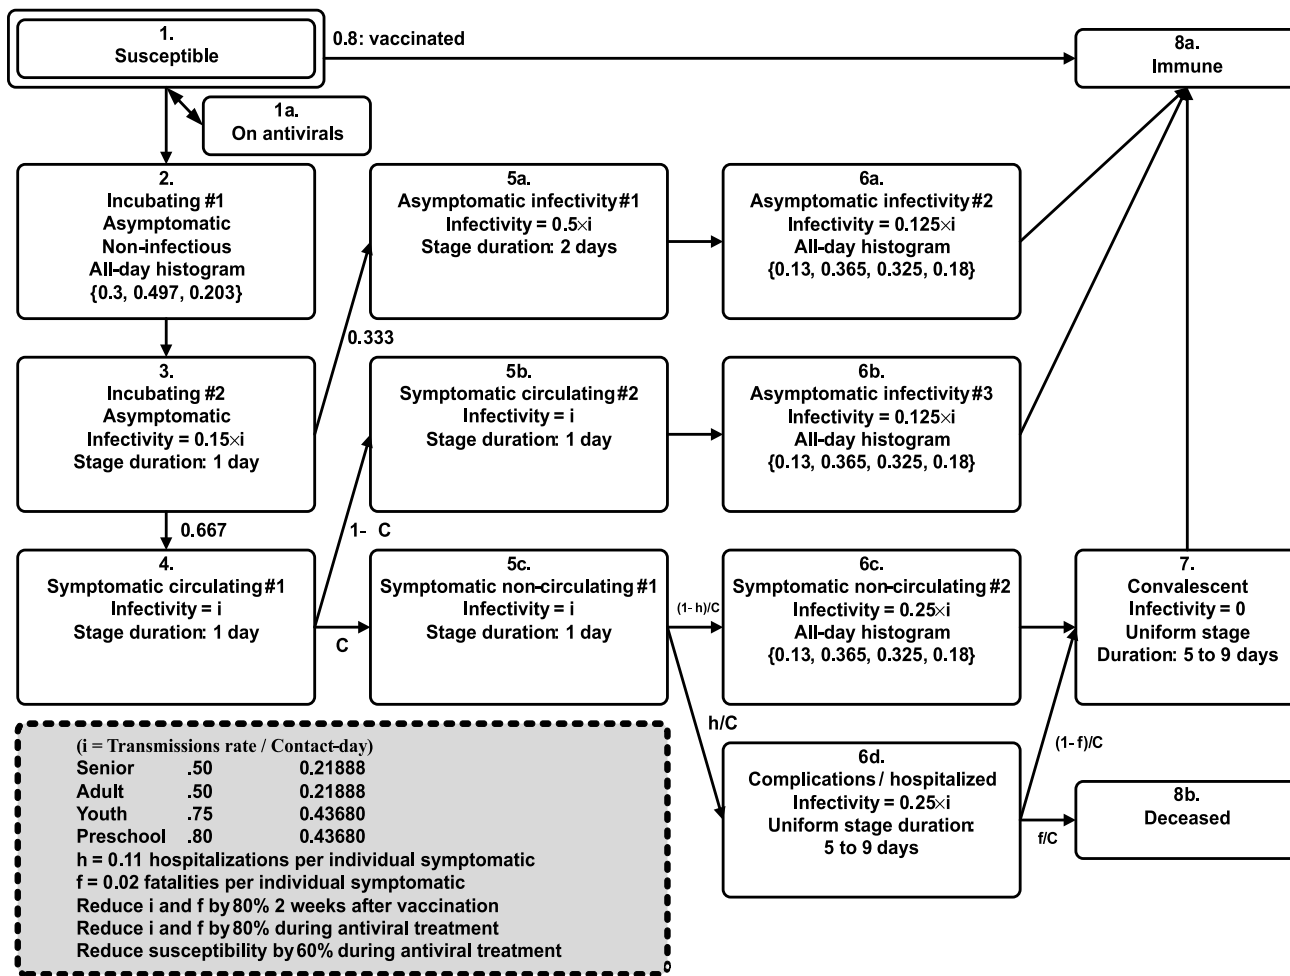 1.
Susceptible
0.8: vaccinated
8a.
Immune
1a.
On antivirals
2.
Incubating #1
Asymptomatic
Non-infectious
All-day histogram
{0.3, 0.497, 0.203}
5a.
Asymptomatic infectivity #1
Infectivity = 0.5×i
Stage duration: 2 days
6a.
Asymptomatic infectivity #2
Infectivity = 0.125×i
All-day histogram
{0.13, 0.365, 0.325, 0.18}
0.333
3.
Incubating #2
Asymptomatic
Infectivity = 0.15×i
Stage duration: 1 day
5b.
Symptomatic circulating #2
Infectivity = i
Stage duration: 1 day
6b.
Asymptomatic infectivity #3
Infectivity = 0.125×i
All-day histogram
{0.13, 0.365, 0.325, 0.18}
0.667
1- C
4.
Symptomatic circulating #1
Infectivity = i
Stage duration: 1 day
C
5c.
Symptomatic non-circulating #1
Infectivity = i
Stage duration: 1 day
(1- h)/C
6c.
Symptomatic non-circulating #2
Infectivity = 0.25×i
All-day histogram
{0.13, 0.365, 0.325, 0.18}
7.
Convalescent
Infectivity = 0
Uniform stage
Duration: 5 to 9 days
h/C
(1- f)/C
6d.
Complications / hospitalized
Infectivity = 0.25×i
Uniform stage duration:
5 to 9 days
f/C
8b.
Deceased
(i = Transmissions rate / Contact-day)
Senior .50 0.21888
Adult .50 0.21888
Youth .75 0.43680
Preschool .80 0.43680
h = 0.11 hospitalizations per individual symptomatic
f = 0.02 fatalities per individual symptomatic
Reduce i and f by 80% 2 weeks after vaccination
Reduce i and f by 80% during antiviral treatment
Reduce susceptibility by 60% during antiviral treatment